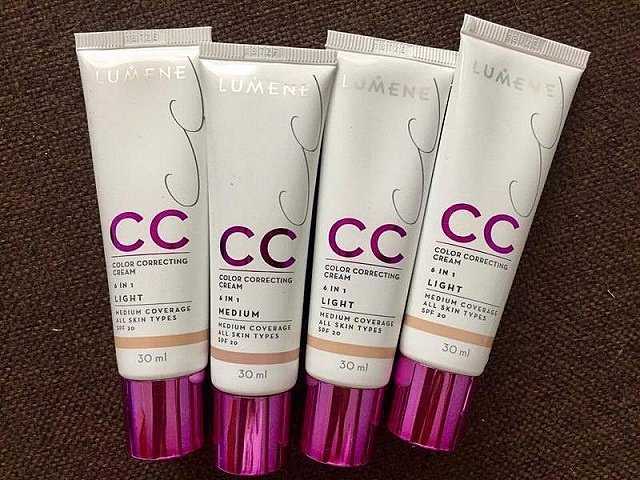 LUMENE
CC
COLOR CORRECTING
CREAM
6 IN 1
LIGHT
MEDIUM COVERAGE
ALL SKIN TYPES
SPF 20
30 ml
LUMENE
CC
COLOR CORRECTING
CREAM
6 IN 1
MEDIUM
MEDIUM COVERAGE
ALL SKIN TYPES
SPF 20
30 ml
LUMENE
CC
COLOR CORRECTING
CREAM
6 IN 1
LIGHT
MEDIUM COVERAGE
ALL SKIN TYPES
SPF 20
30 ml
LUMENE
CC
COLOR CORRECTING
CREAM
6 IN 1
LIGHT
MEDIUM COVERAGE
ALL SKIN TYPES
SPF 20
30 ml